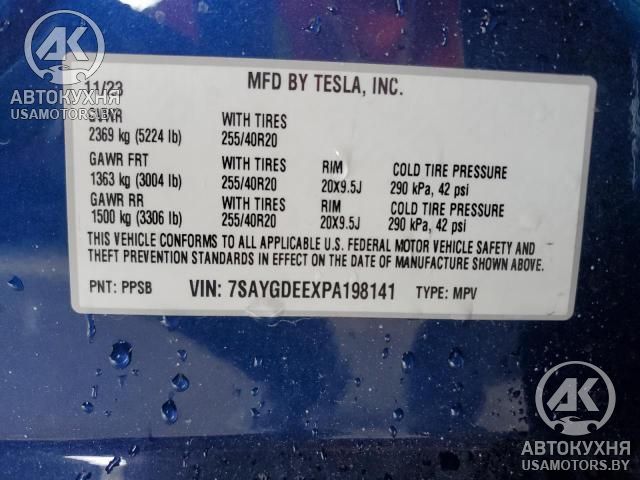 11/23
MFD BY TESLA, INC.
GVWR
2369 kg (5224 lb)
WITH TIRES
255/40R20
GAWR FRT
1363 kg (3004 lb)
WITH TIRES
255/40R20
RIM
20X9.5J
COLD TIRE PRESSURE
290 kPa, 42 psi
GAWR RR
1500 kg (3306 lb)
WITH TIRES
255/40R20
RIM
20X9.5J
COLD TIRE PRESSURE
290 kPa, 42 psi
THIS VEHICLE CONFORMS TO ALL APPLICABLE U.S. FEDERAL MOTOR VEHICLE SAFETY AND
THEFT PREVENTION STANDARDS IN EFFECT ON THE DATE OF MANUFACTURE SHOWN ABOVE.
PNT: PPSB
VIN: 7SAYGDEEXPA198141
TYPE: MPV
АК
АВТОКУХНЯ
USAMOTORS.BY
АК
АВТОКУХНЯ
USAMOTORS.BY